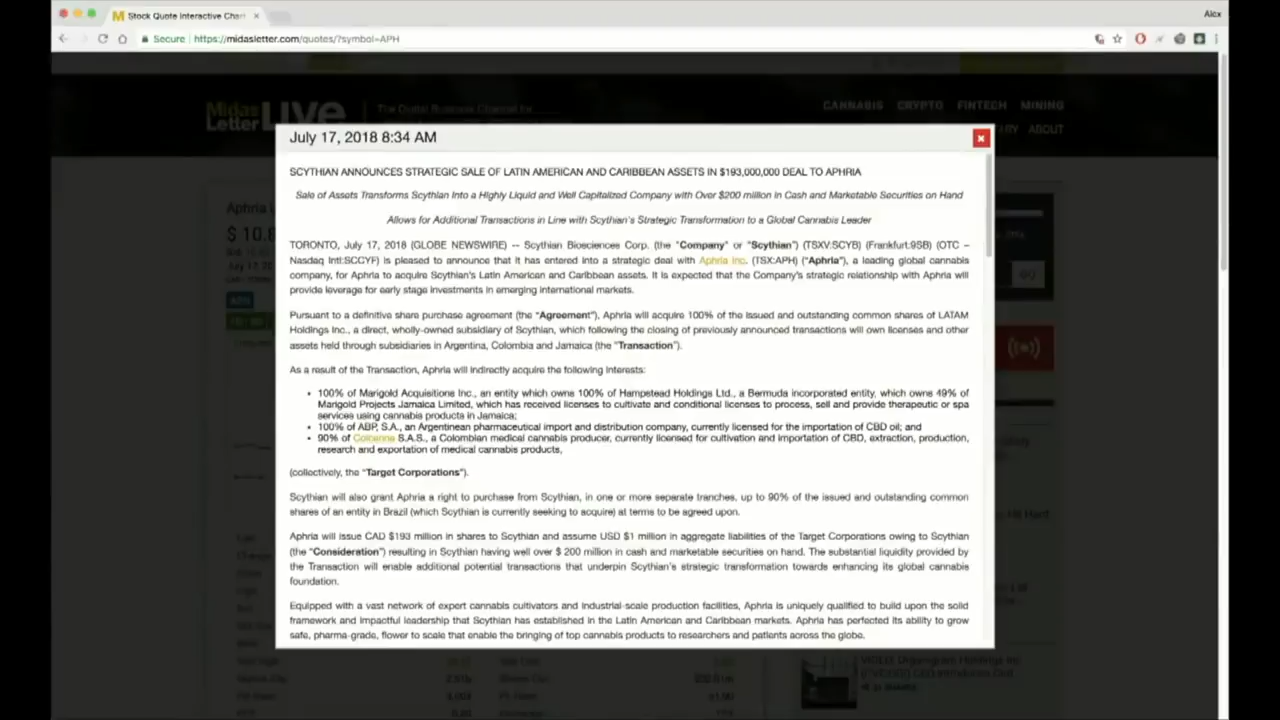 Stock Quote Interactive Chart
Alex
Secure
https://midasletter.com/quotes/?symbol=APH
Midas
Letter
LIVE
The Digital Business Channel for
CANNABIS CRYPTO FINTECH MINING
ABOUT
July 17, 2018 8:34 AM
SCYTHIAN ANNOUNCES STRATEGIC SALE OF LATIN AMERICAN AND CARIBBEAN ASSETS IN $193,000,000 DEAL TO APHRIA
Sale of Assets Transforms Scythian Into a Highly Liquid and Well Capitalized Company with Over $200 million in Cash and Marketable Securities on Hand
Allows for Additional Transactions in Line with Scythian's Strategic Transformation to a Global Cannabis Leader
TORONTO, July 17, 2018 (GLOBE NEWSWIRE) -- Scythian Biosciences Corp. (the "Company" or "Scythian") (TSXV:SCYB) (Frankfurt:9SB) (OTC –
Nasdaq Intl:SCCYF) is pleased to announce that it has entered into a strategic deal with Aphria Inc. (TSX:APH) ("Aphria"), a leading global cannabis
company, for Aphria to acquire Scythian's Latin American and Caribbean assets. It is expected that the Company's strategic relationship with Aphria will
provide leverage for early stage investments in emerging international markets.
Pursuant to a definitive share purchase agreement (the "Agreement"), Aphria will acquire 100% of the issued and outstanding common shares of LATAM
Holdings Inc., a direct, wholly-owned subsidiary of Scythian, which following the closing of previously announced transactions will own licenses and other
assets held through subsidiaries in Argentina, Colombia and Jamaica (the "Transaction").
As a result of the Transaction, Aphria will indirectly acquire the following interests:
• 100% of Marigold Acquisitions Inc., an entity which owns 100% of Hampstead Holdings Ltd., a Bermuda incorporated entity, which owns 49% of
Marigold Projects Jamaica Limited, which has received licenses to cultivate and conditional licenses to process, sell and provide therapeutic or spa
services using cannabis products in Jamaica;
• 100% of ABP, S.A., an Argentinean pharmaceutical import and distribution company, currently licensed for the importation of CBD oil; and
• 90% of Colcanna S.A.S., a Colombian medical cannabis producer, currently licensed for cultivation and importation of CBD, extraction, production,
research and exportation of medical cannabis products,
(collectively, the "Target Corporations").
Scythian will also grant Aphria a right to purchase from Scythian, in one or more separate tranches, up to 90% of the issued and outstanding common
shares of an entity in Brazil (which Scythian is currently seeking to acquire) at terms to be agreed upon.
Aphria will issue CAD $193 million in shares to Scythian and assume USD $1 million in aggregate liabilities of the Target Corporations owing to Scythian
(the "Consideration") resulting in Scythian having well over $ 200 million in cash and marketable securities on hand. The substantial liquidity provided by
the Transaction will enable additional potential transactions that underpin Scythian's strategic transformation towards enhancing its global cannabis
foundation.
Equipped with a vast network of expert cannabis cultivators and industrial-scale production facilities, Aphria is uniquely qualified to build upon the solid
framework and impactful leadership that Scythian has established in the Latin American and Caribbean markets. Aphria has perfected its ability to grow
safe, pharma-grade, flower to scale that enable the bringing of top cannabis products to researchers and patients across the globe.
Aphria
$ 10.8